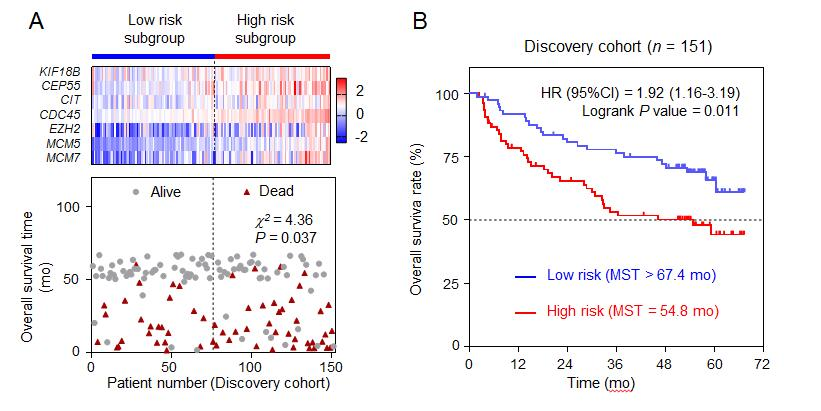 A
Low risk
subgroup
High risk
subgroup
KIF18B
CEP55
CIT
CDC45
EZH2
MCM5
MCM7
2
0
-2
Alive
Dead
χ² = 4.36
P = 0.037
Overall survival time
(mo)
100
50
0
0
50
100
150
Patient number (Discovery cohort)
B
Discovery cohort (n = 151)
HR (95%CI) = 1.92 (1.16-3.19)
Logrank P value = 0.011
Overall surviva rate (%)
100
75
50
25
0
Low risk (MST > 67.4 mo)
High risk (MST = 54.8 mo)
0
12
24
36
48
60
72
Time (mo)